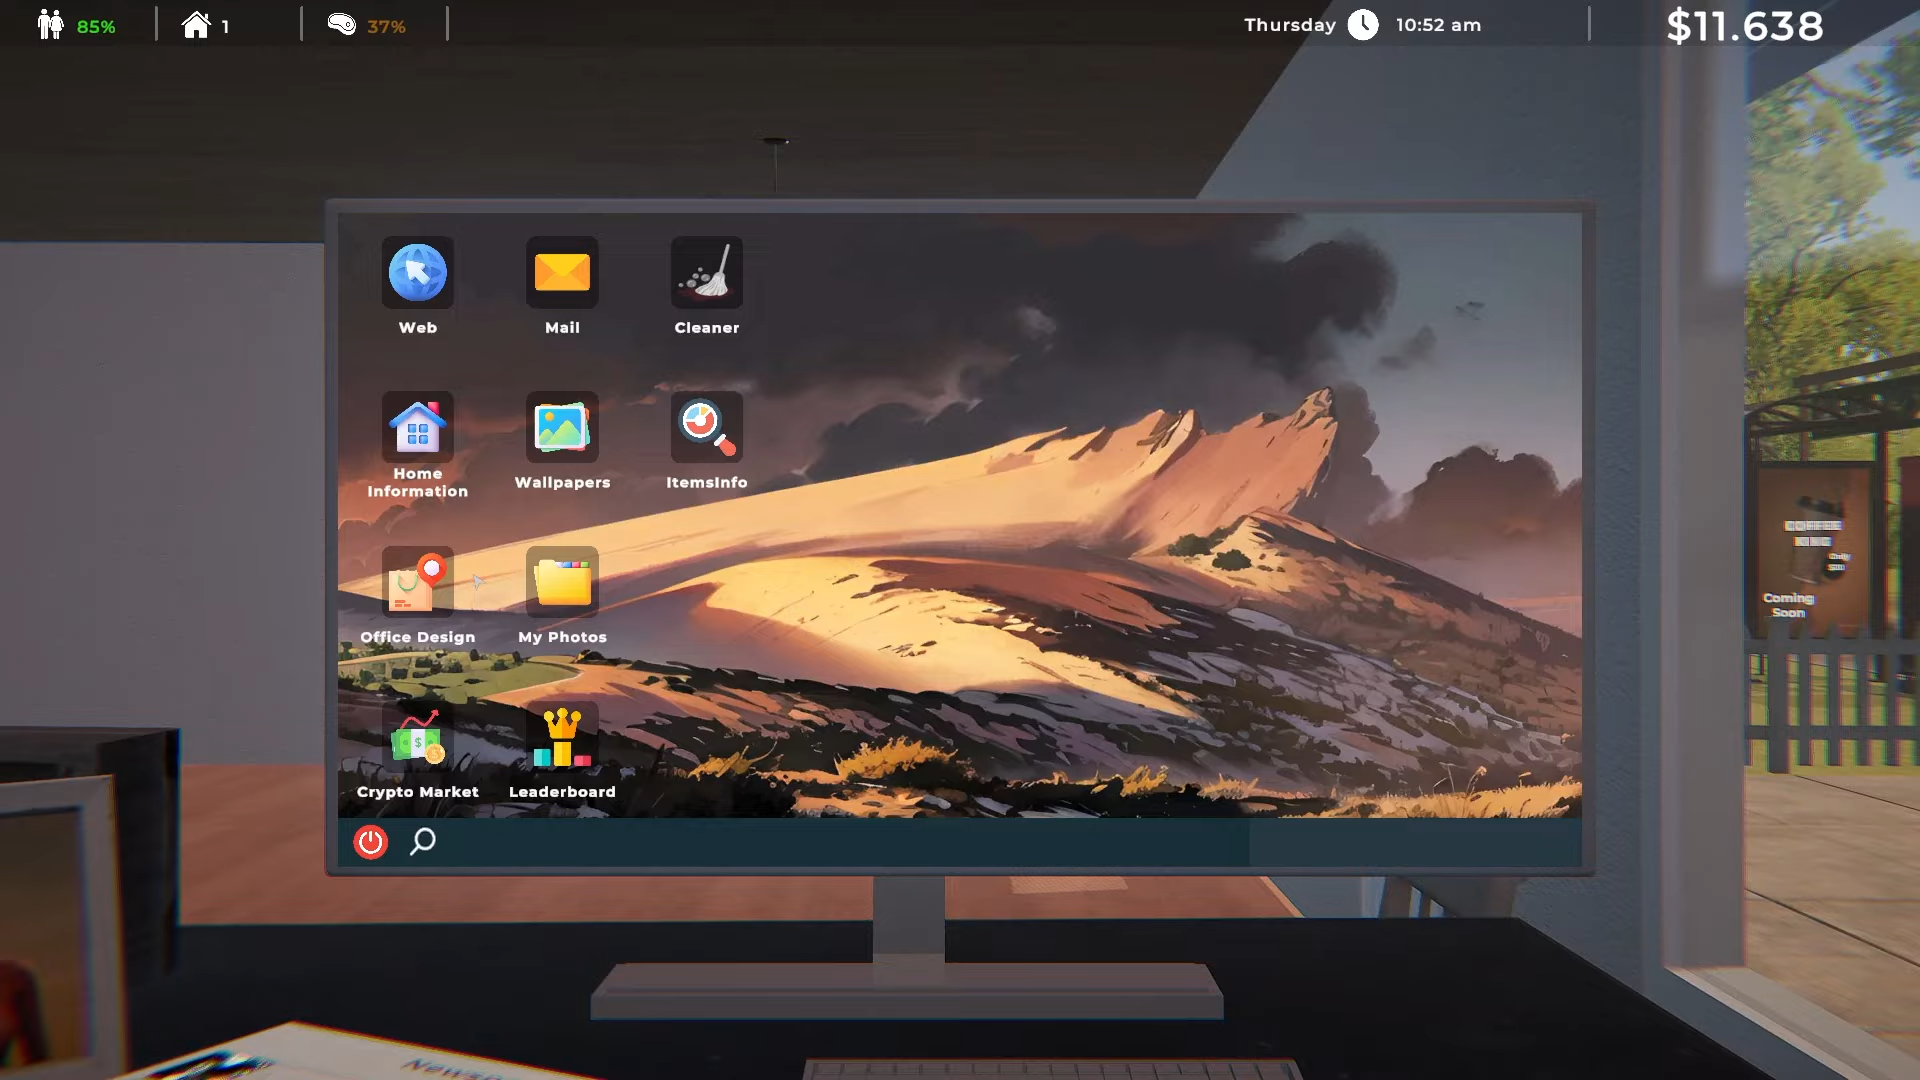 85%
1
37%
Thursday
10:52 am
$11.638
Web
Mail
Cleaner
Home
Information
Wallpapers
ItemsInfo
Office Design
My Photos
Crypto Market
Leaderboard
Coming
Soon